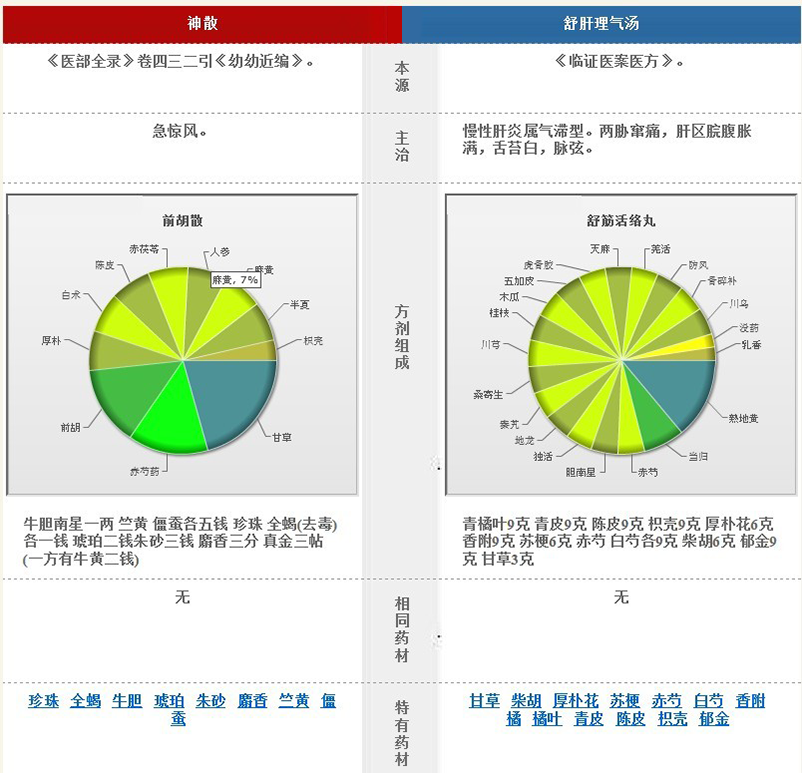 神散
舒肝理气汤
《医部全录》卷四三二引《幼幼近编》。
本源
《临证医案医方》。
急惊风。
主治
慢性肝炎属气滞型。两胁窜痛，肝区脘腹胀
满，舌苔白，脉弦。
方剂组成
前胡散
赤茯苓
人参
陈皮
麻黄
麻黄, 7%
白术
半夏
厚朴
枳壳
前胡
甘草
赤芍药
舒筋活络丸
天麻
羌活
虎骨胶
防风
五加皮
骨碎补
木瓜
川乌
桂枝
没药
川芎
乳香
桑寄生
熟地黄
秦艽
地龙
当归
独活
胆南星
赤芍
牛胆南星一两 竺黄 僵蚕各五钱 珍珠 全蝎(去毒)
各一钱 琥珀二钱朱砂三钱 麝香三分 真金三帖
(一方有牛黄二钱)
青橘叶9克 青皮9克 陈皮9克 枳壳9克 厚朴花6克
香附9克 苏梗6克 赤芍 白芍各9克 柴胡6克 郁金9
克 甘草3克
无
相同药材
无
珍珠 全蝎 牛胆 琥珀 朱砂 麝香 竺黄 僵
蚕
特有药材
甘草 柴胡 厚朴花 苏梗 赤芍 白芍 香附
橘 橘叶 青皮 陈皮 枳壳 郁金